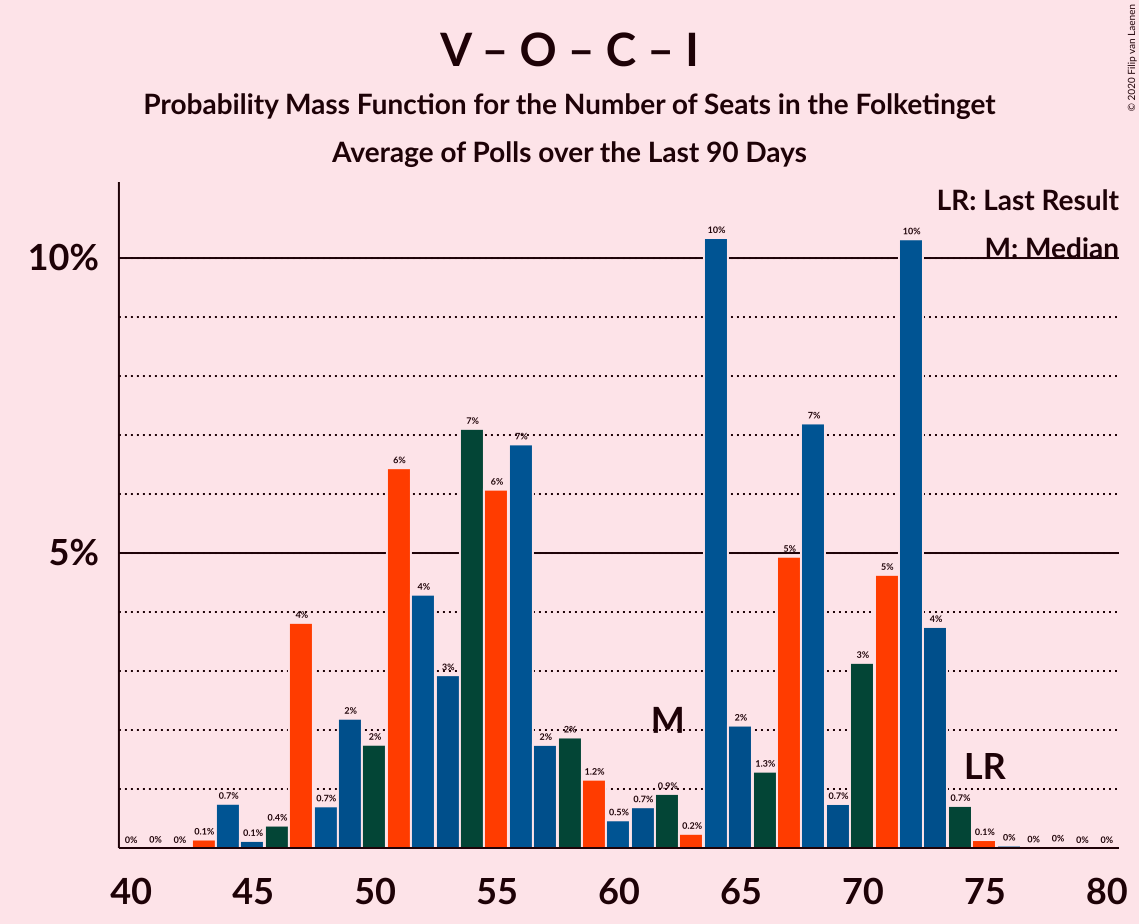 V – O – C – I
Probability Mass Function for the Number of Seats in the Folketinget
Average of Polls over the Last 90 Days
© 2020 Filip van Laenen
LR: Last Result
M: Median
10%
5%
0% 0% 0% 0.1% 0.7% 0.1% 0.4% 4% 0.7% 2% 2% 6% 4% 3% 7% 6% 7% 2% 2% 1.2% 0.5% 0.7% 0.9% 0.2% 10% 2% 1.3% 5% 7% 0.7% 3% 5% 10% 4% 0.7% 0.1% 0% 0% 0% 0% 0%
M
LR
40 45 50 55 60 65 70 75 80